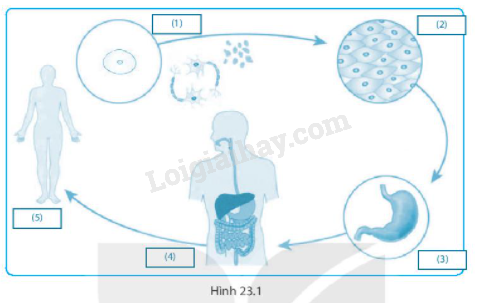 (1)
(2)
Loigiaihay.com
(5)
(4)
(3)
Hình 23.1